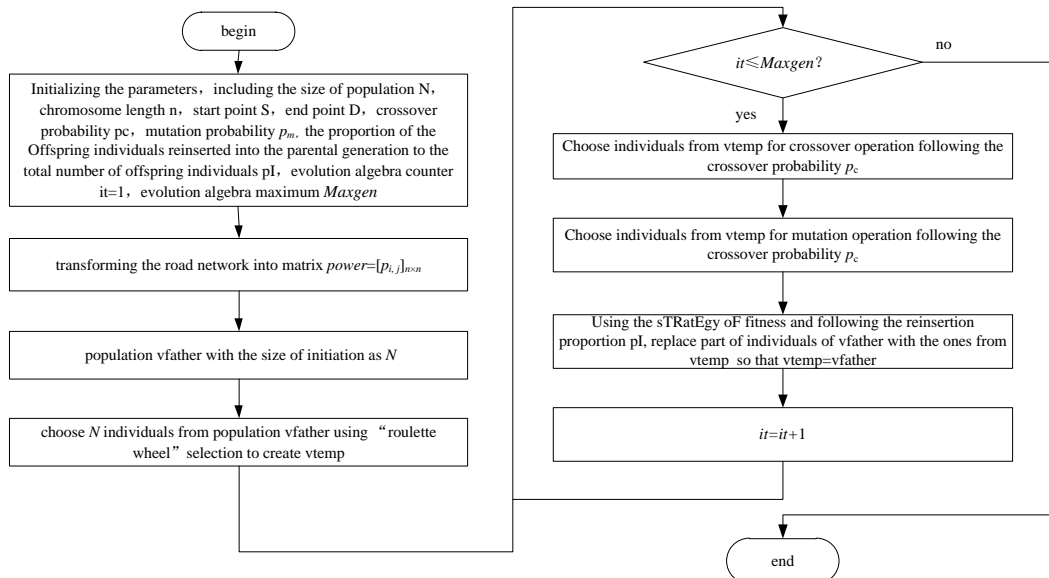 begin
Initializing the parameters，including the size of population N，
chromosome length n，start point S，end point D，crossover
probability pc，mutation probability pm, the proportion of the
Offspring individuals reinserted into the parental generation to the
total number of offspring individuals pI，evolution algebra counter
it=1，evolution algebra maximum Maxgen
transforming the road network into matrix power=[pi, j]n×n
population vfather with the size of initiation as N
choose N individuals from population vfather using “roulette
wheel”selection to create vtemp
it≤Maxgen？
no
yes
Choose individuals from vtemp for crossover operation following the
crossover probability pc
Choose individuals from vtemp for mutation operation following the
crossover probability pc
Using the sTRatEgy oF fitness and following the reinsertion
proportion pI, replace part of individuals of vfather with the ones from
vtemp so that vtemp=vfather
it=it+1
end